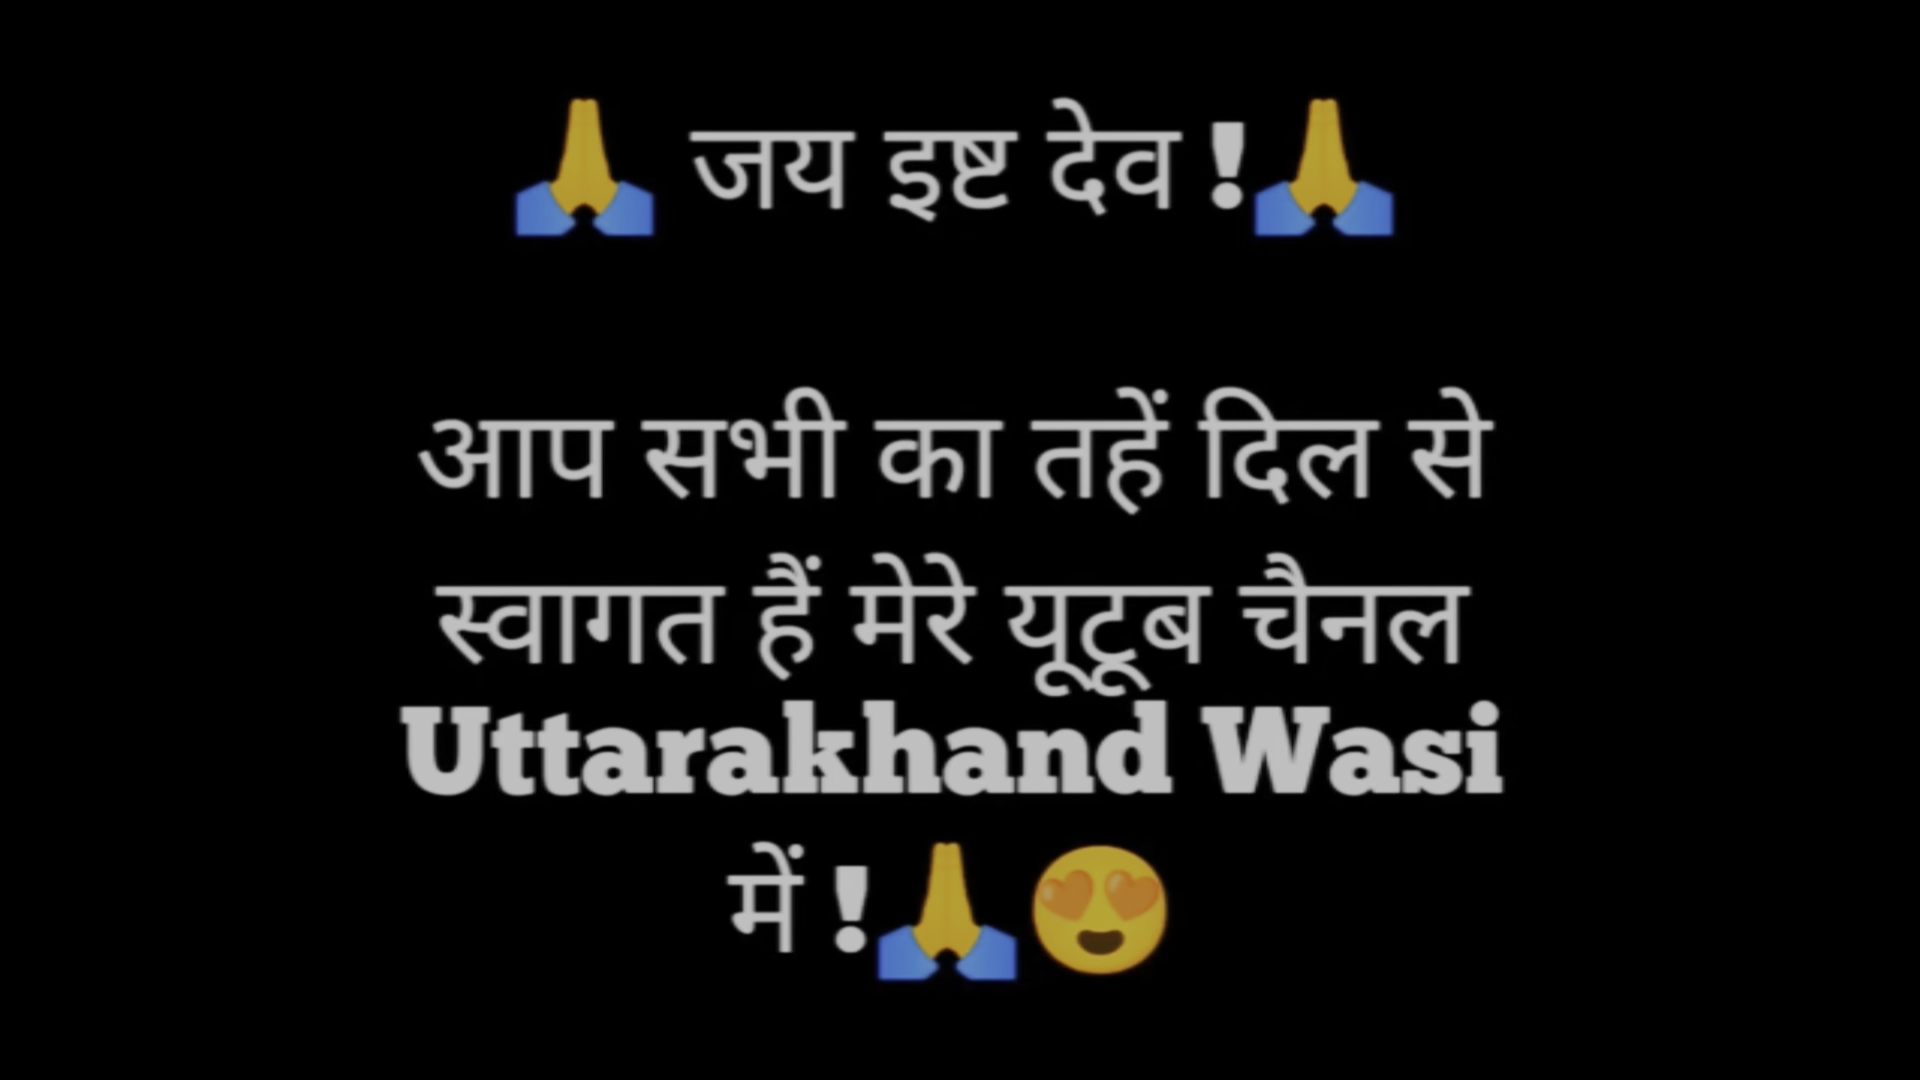 🙏 जय इष्ट देव !🙏
आप सभी का तहें दिल से
स्वागत हैं मेरे यूटूब चैनल
Uttarakhand Wasi
में !🙏😍